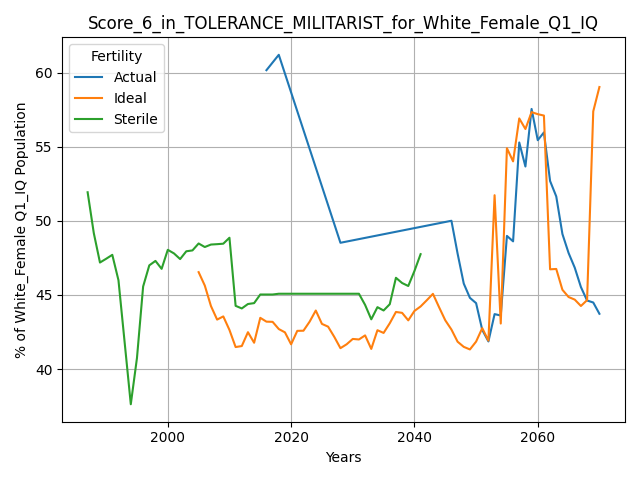 Score_6_in_TOLERANCE_MILITARIST_for_White_Female_Q1_IQ
Fertility
Actual
Ideal
Sterile
% of White_Female Q1_IQ Population
60
55
50
45
40
2000
2020
2040
2060
Years